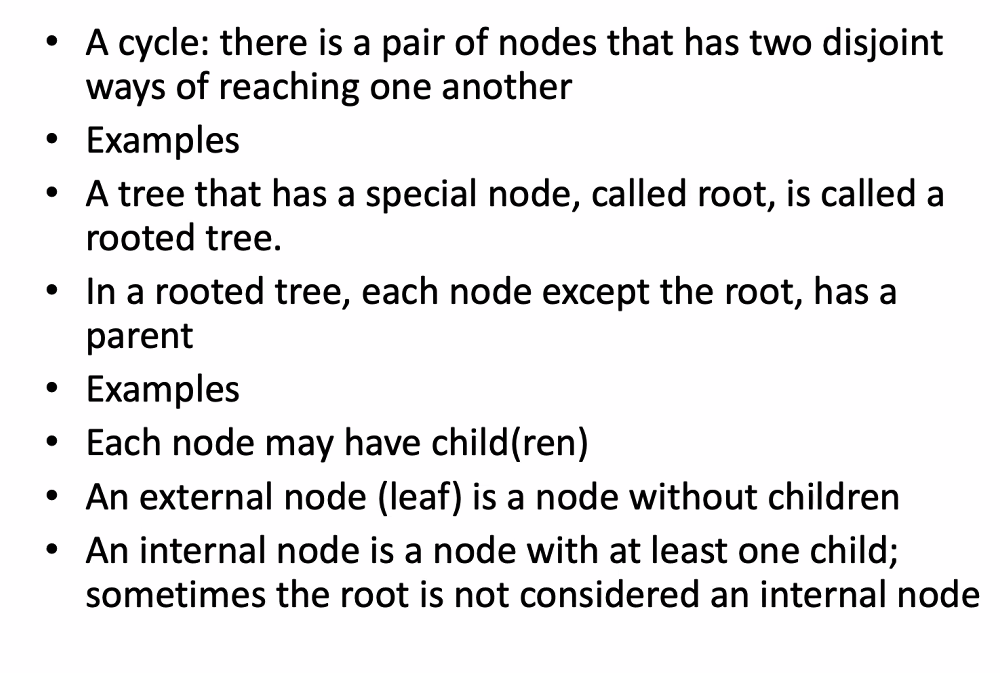 • A cycle: there is a pair of nodes that has two disjoint
ways of reaching one another
• Examples
• A tree that has a special node, called root, is called a
rooted tree.
• In a rooted tree, each node except the root, has a
parent
• Examples
• Each node may have child(ren)
• An external node (leaf) is a node without children
• An internal node is a node with at least one child;
sometimes the root is not considered an internal node